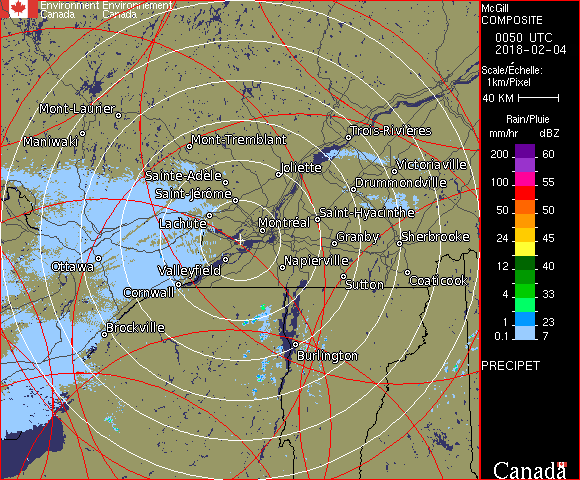 Environment Environnement
Canada Canada
McGill
COMPOSITE
0050 UTC
2018-02-04
Scale/Échelle:
1km/Pixel
40 KM
Rain/Pluie
mm/hr dBZ
200 60
150 57
100 55
50 50
24 45
12 40
4 33
1 23
0.1 7
PRECIPET
Canada
Mont-Laurier
Maniwaki
Mont-Tremblant
Trois-Rivières
Joliette
Victoriaville
Sainte-Adèle
Drummondville
Saint-Jérôme
Lachute
Saint-Hyacinthe
Montréal
Granby
Sherbrooke
Ottawa
Valleyfield
Napierville
Cornwall
Sutton
Coaticook
Brockville
Burlington